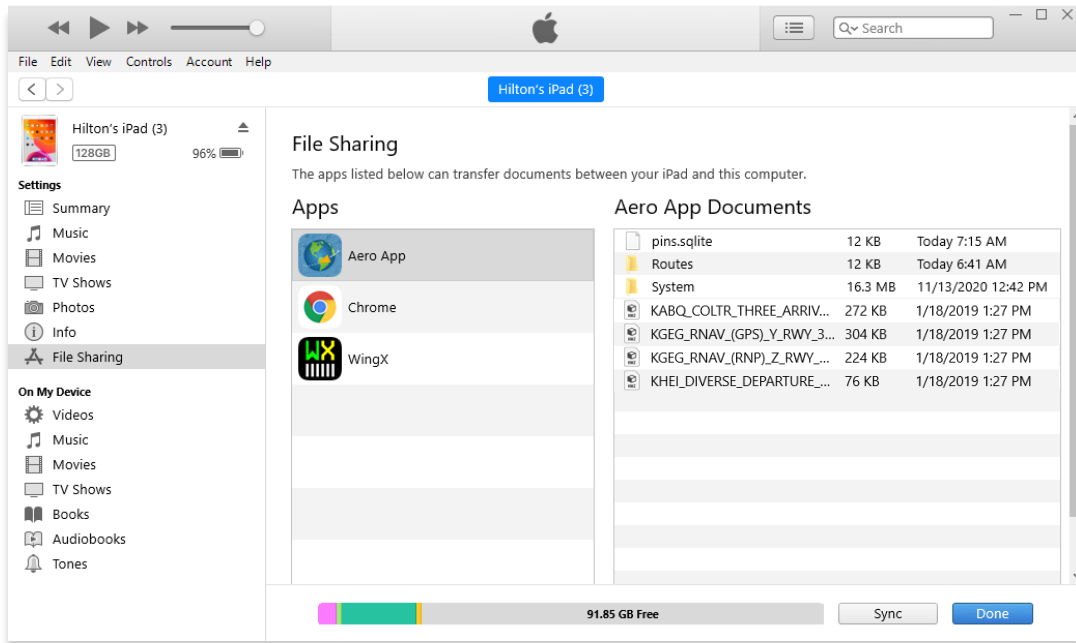 Search
File Edit View Controls Account Help
Hilton's iPad (3)
Hilton's iPad (3)
128GB 96%
Settings
Summary
Music
Movies
TV Shows
Photos
Info
File Sharing
On My Device
Videos
Music
Movies
TV Shows
Books
Audiobooks
Tones
File Sharing
The apps listed below can transfer documents between your iPad and this computer.
Apps
Aero App
Chrome
WX
WingX
Aero App Documents
pins.sqlite 12 KB Today 7:15 AM
Routes 12 KB Today 6:41 AM
System 16.3 MB 11/13/2020 12:42 PM
KABQ_COLTR_THREE_ARRIV... 272 KB 1/18/2019 1:27 PM
KGEG_RNAV_(GPS)_Y_RWY_3... 304 KB 1/18/2019 1:27 PM
KGEG_RNAV_(RNP)_Z_RWY_... 224 KB 1/18/2019 1:27 PM
KHEI_DIVERSE_DEPARTURE_... 76 KB 1/18/2019 1:27 PM
91.85 GB Free
Sync
Done